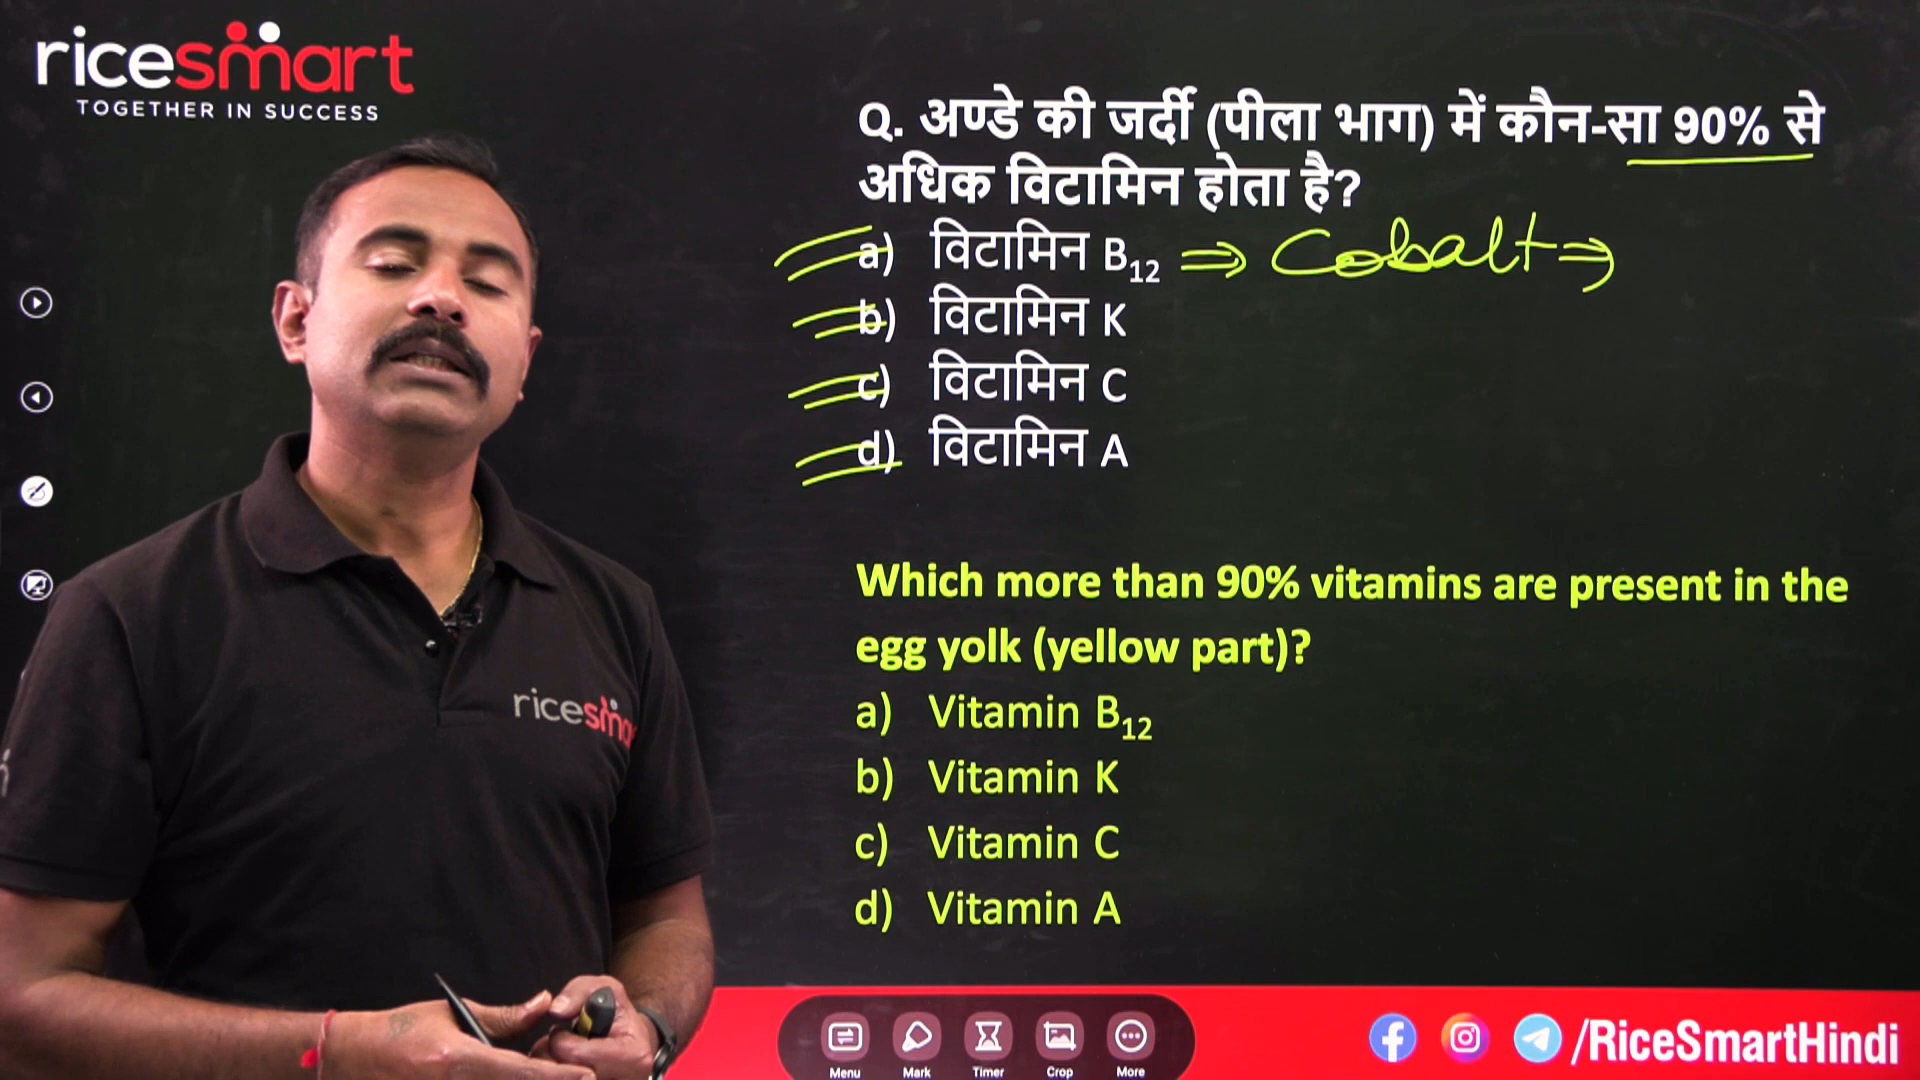 ricesmart
TOGETHER IN SUCCESS
Q. अण्डे की जर्दी (पीला भाग) में कौन-सा 90% से
अधिक विटामिन होता है?
a) विटामिन B12 ⇒ Cobalt ⇒
b) विटामिन K
c) विटामिन C
d) विटामिन A
Which more than 90% vitamins are present in the
egg yolk (yellow part)?
a) Vitamin B12
b) Vitamin K
c) Vitamin C
d) Vitamin A
ricesma
Menu Mark Timer Crop More
/RiceSmartHindi